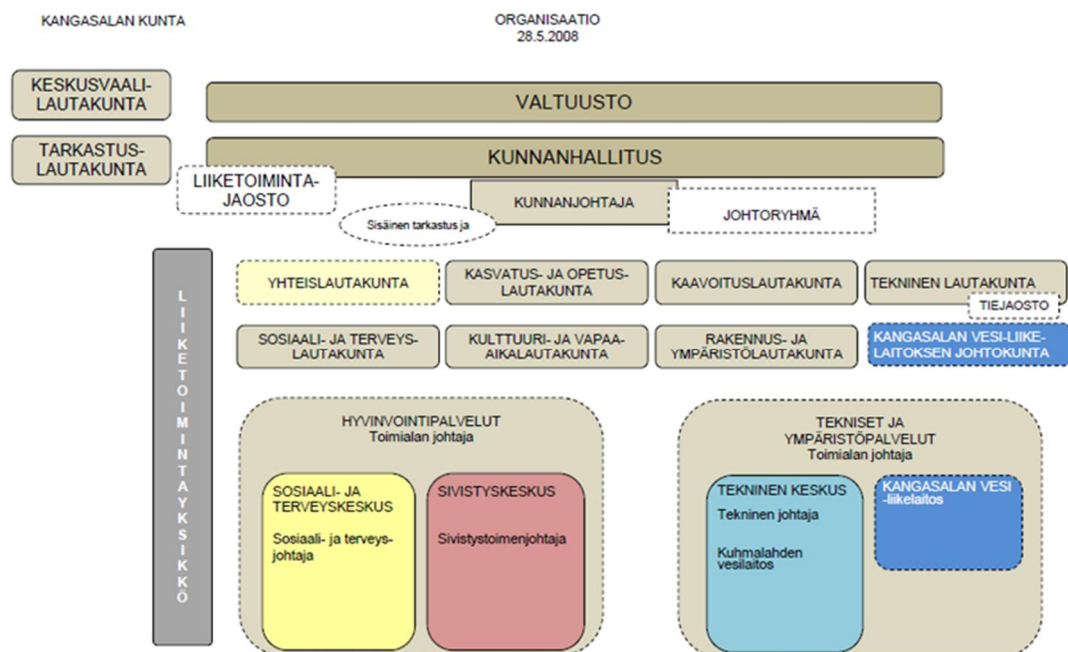 KANGASALAN KUNTA
ORGANISAATIO
28.5.2008
KESKUSVAALI-
LAUTAKUNTA
VALTUUSTO
TARKASTUS-
LAUTAKUNTA
KUNNANHALLITUS
LIIKETOIMINTA-
JAOSTO
KUNNANJOHTAJA
JOHTORYHMÄ
Sisäinen tarkastus ja
LIIKETOIMINTAYKSIKKÖ
YHTEISLAUTAKUNTA
KASVATUS- JA OPETUS-
LAUTAKUNTA
KAAVOITUSLAUTAKUNTA
TEKNINEN LAUTAKUNTA
TIEJAOSTO
SOSIAALI- JA TERVEYS-
LAUTAKUNTA
KULTTUURI- JA VAPAA-
AIKALAUTAKUNTA
RAKENNUS- JA
YMPÄRISTÖLAUTAKUNTA
KANGASALAN VESI-LIIKE-
LAITOKSEN JOHTOKUNTA
HYVINVOINTIPALVELUT
Toimialan johtaja
SOSIAALI- JA
TERVEYSKESKUS
Sosiaali- ja terveys-
johtaja
SIVISTYSKESKUS
Sivistystoimenjohtaja
TEKNISET JA
YMPÄRISTÖPALVELUT
Toimialan johtaja
TEKNINEN KESKUS
Tekninen johtaja
Kuhmalahden
vesilaitos
KANGASALAN VESI
-liikelaitos